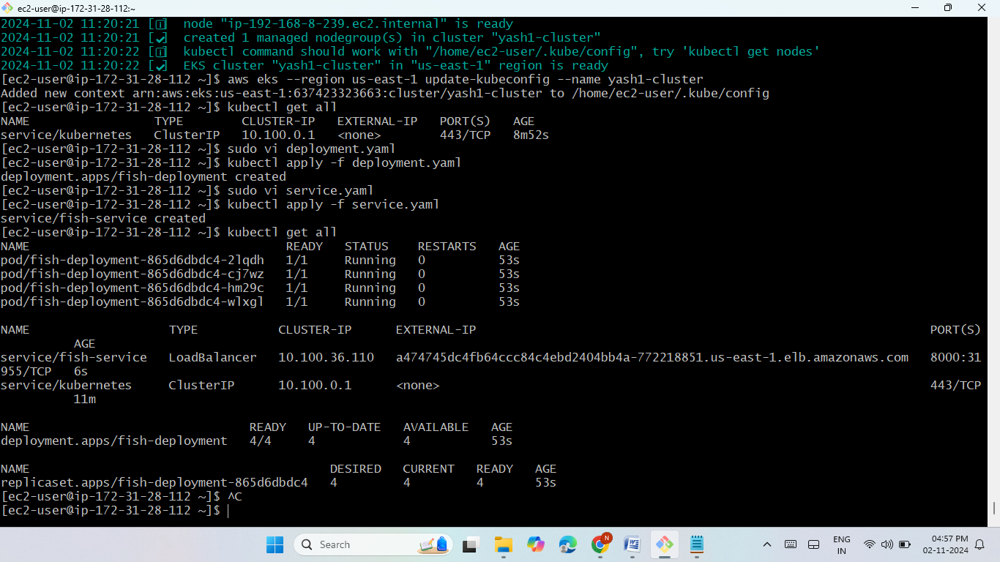 ec2-user@ip-172-31-28-112:~
2024-11-02 11:20:21 [i]  node "ip-192-168-8-239.ec2.internal" is ready
2024-11-02 11:20:21 [✓]  created 1 managed nodegroup(s) in cluster "yash1-cluster"
2024-11-02 11:20:22 [i]  kubectl command should work with "/home/ec2-user/.kube/config", try 'kubectl get nodes'
2024-11-02 11:20:22 [✓]  EKS cluster "yash1-cluster" in "us-east-1" region is ready
[ec2-user@ip-172-31-28-112 ~]$ aws eks --region us-east-1 update-kubeconfig --name yash1-cluster
Added new context arn:aws:eks:us-east-1:637423323663:cluster/yash1-cluster to /home/ec2-user/.kube/config
[ec2-user@ip-172-31-28-112 ~]$ kubectl get all
NAME                 TYPE        CLUSTER-IP   EXTERNAL-IP   PORT(S)   AGE
service/kubernetes   ClusterIP   10.100.0.1   <none>        443/TCP   8m52s
[ec2-user@ip-172-31-28-112 ~]$ sudo vi deployment.yaml
[ec2-user@ip-172-31-28-112 ~]$ kubectl apply -f deployment.yaml
deployment.apps/fish-deployment created
[ec2-user@ip-172-31-28-112 ~]$ sudo vi service.yaml
[ec2-user@ip-172-31-28-112 ~]$ kubectl apply -f service.yaml
service/fish-service created
[ec2-user@ip-172-31-28-112 ~]$ kubectl get all
NAME                                   READY   STATUS    RESTARTS   AGE
pod/fish-deployment-865d6dbdc4-2lqdh   1/1     Running   0          53s
pod/fish-deployment-865d6dbdc4-cj7wz   1/1     Running   0          53s
pod/fish-deployment-865d6dbdc4-hm29c   1/1     Running   0          53s
pod/fish-deployment-865d6dbdc4-wlxgl   1/1     Running   0          53s
NAME                   TYPE           CLUSTER-IP      EXTERNAL-IP                                                              PORT(S)
          AGE
service/fish-service   LoadBalancer   10.100.36.110   a474745dc4fb64ccc84c4ebd2404bb4a-772218851.us-east-1.elb.amazonaws.com   8000:31
955/TCP   6s
service/kubernetes     ClusterIP      10.100.0.1      <none>                                                                   443/TCP
          11m
NAME                              READY   UP-TO-DATE   AVAILABLE   AGE
deployment.apps/fish-deployment   4/4     4            4           53s
NAME                                         DESIRED   CURRENT   READY   AGE
replicaset.apps/fish-deployment-865d6dbdc4   4         4         4       53s
[ec2-user@ip-172-31-28-112 ~]$ ^C
[ec2-user@ip-172-31-28-112 ~]$
Search
N
ENG
IN
04:57 PM
02-11-2024